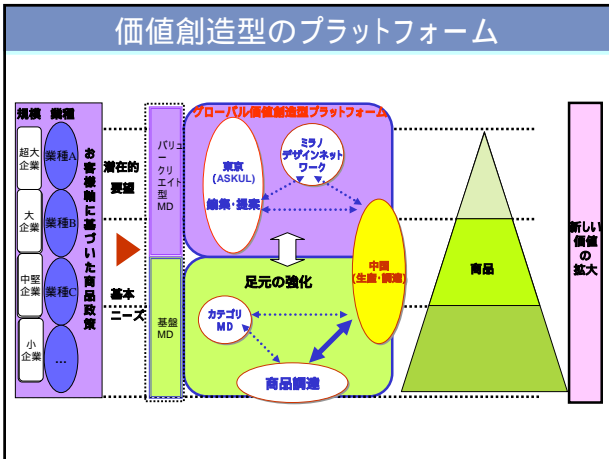 価値創造型のプラットフォーム
規模
業種
超大
企業
大
企業
中堅
企業
小
企業
業種A
業種B
業種C
…
お客様軸に基づいた商品政策
潜在的
要望
基本
ニーズ
バリュ
ー
クリ
エイト
型
MD
基盤
MD
グローバル価値創造型プラットフォーム
東京
(ASKUL)
編集・提案
ミラノ
デザインネット
ワーク
中国
(生産・調達)
足元の強化
カテゴリ
MD
商品調達
商品
新しい
価値
の
拡大